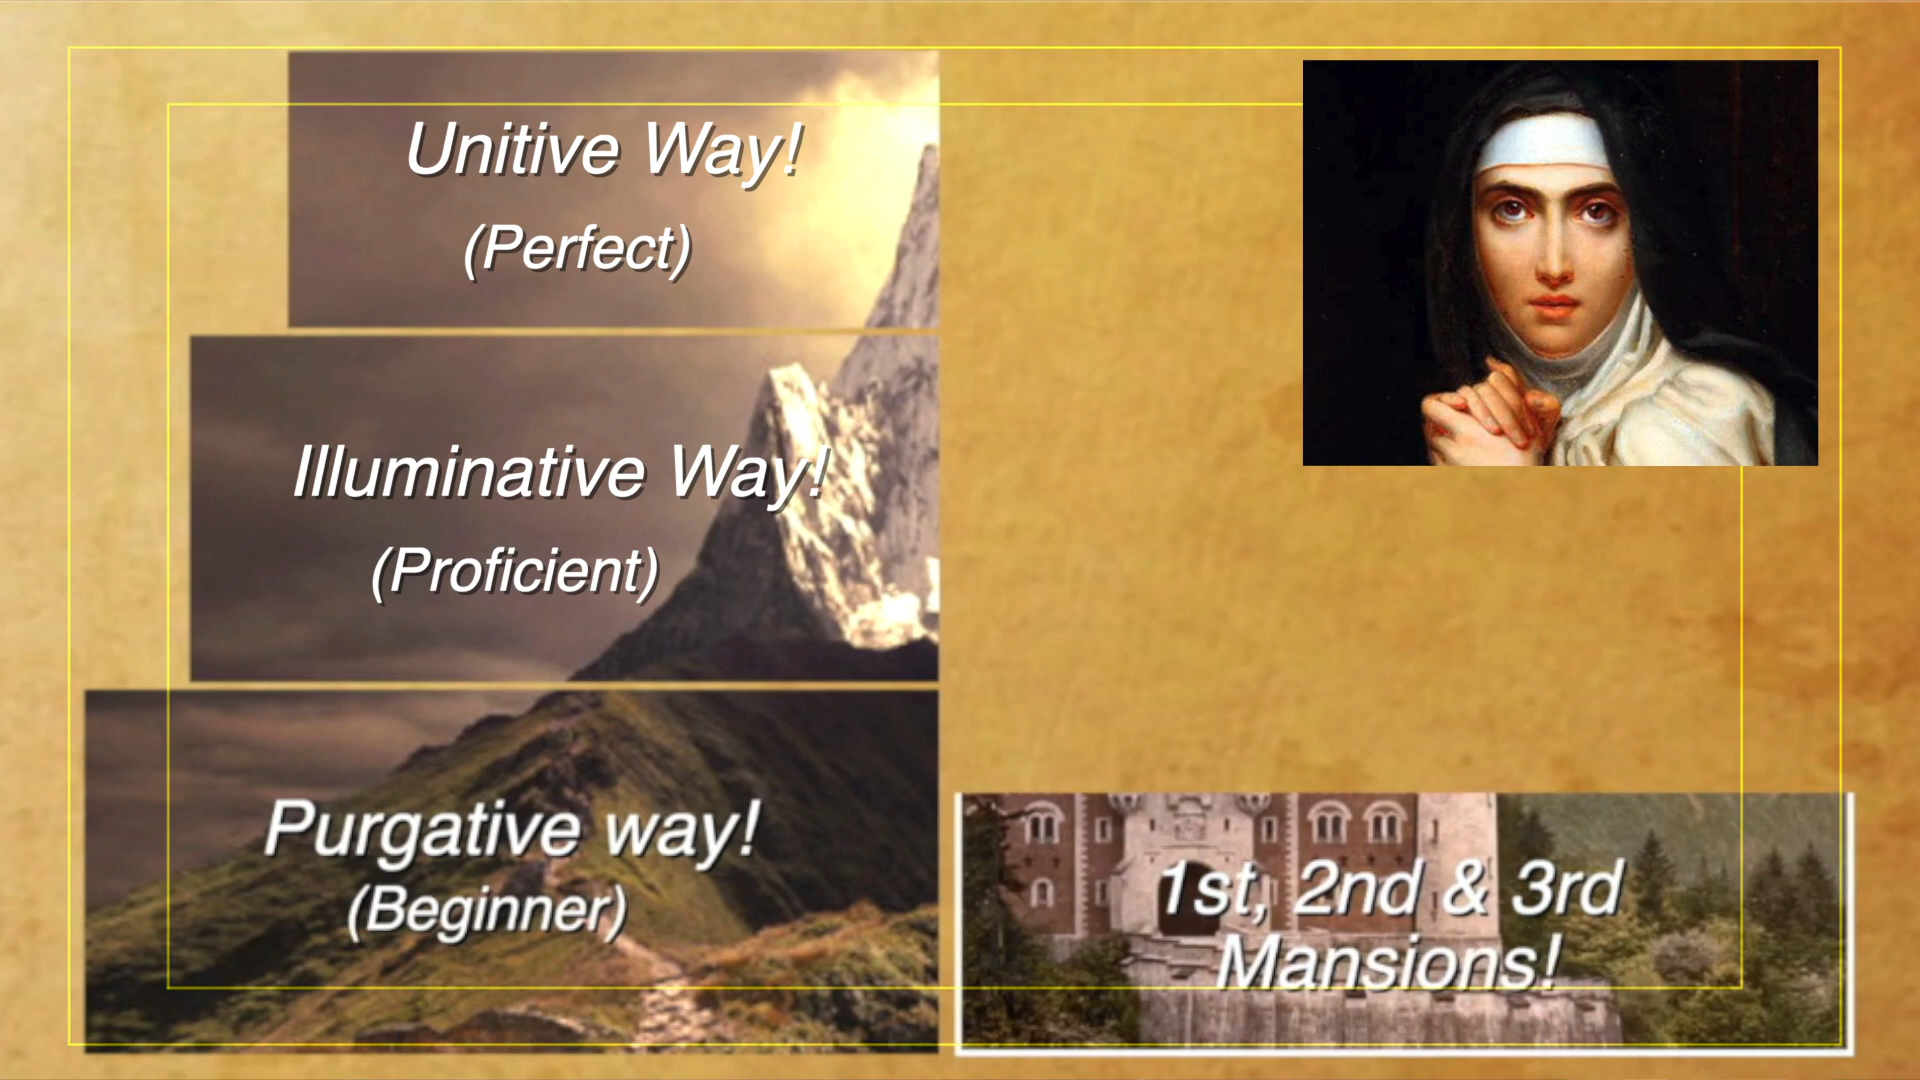 Unitive Way!
(Perfect)
Illuminative Way!
(Proficient)
Purgative way!
(Beginner)
1st, 2nd & 3rd
Mansions!